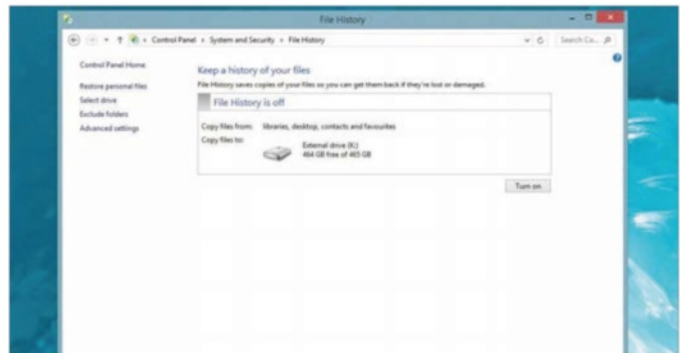 File History
Control Panel › System and Security › File History
Search Co...
Control Panel Home
Restore personal files
Select drive
Exclude folders
Advanced settings
Keep a history of your files
File History saves copies of your files so you can get them back if they're lost or damaged.
File History is off
Copy files from: libraries, desktop, contacts and favourites
Copy files to:
External drive (K:)
464 GB free of 465 GB
Turn on